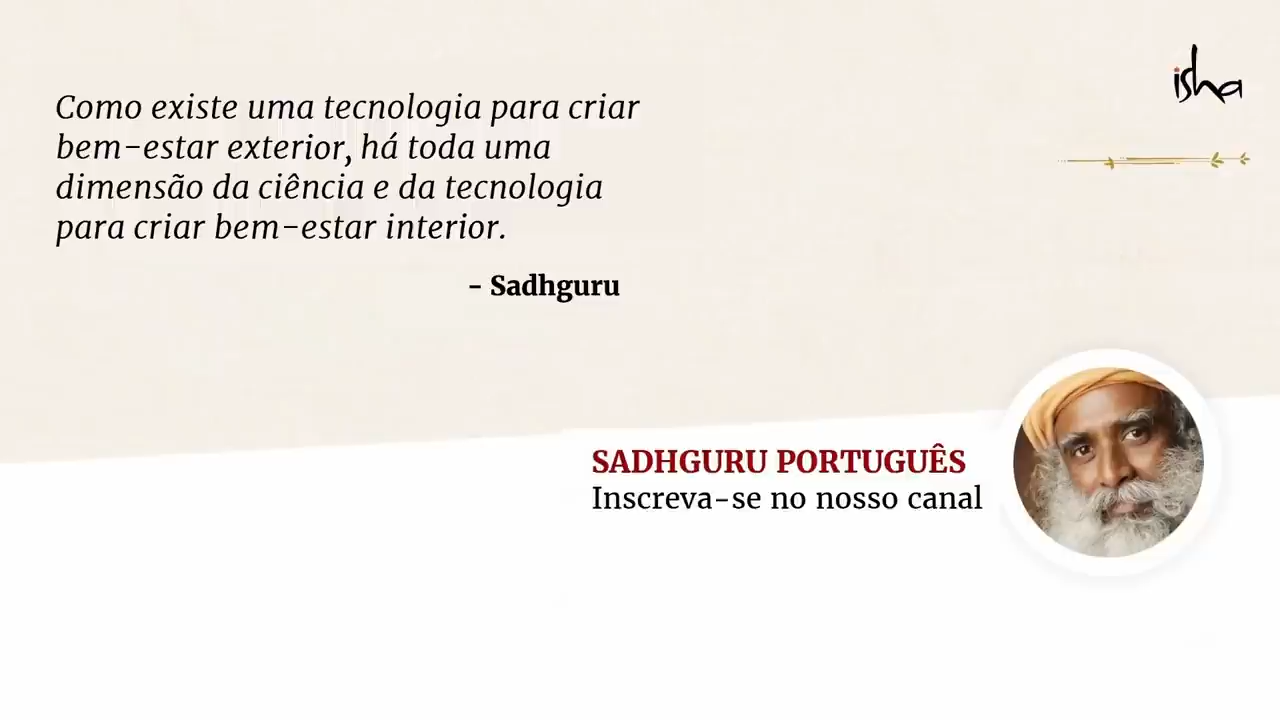 isha
Como existe uma tecnologia para criar
bem-estar exterior, há toda uma
dimensão da ciência e da tecnologia
para criar bem-estar interior.
- Sadhguru
SADHGURU PORTUGUÊS
Inscreva-se no nosso canal